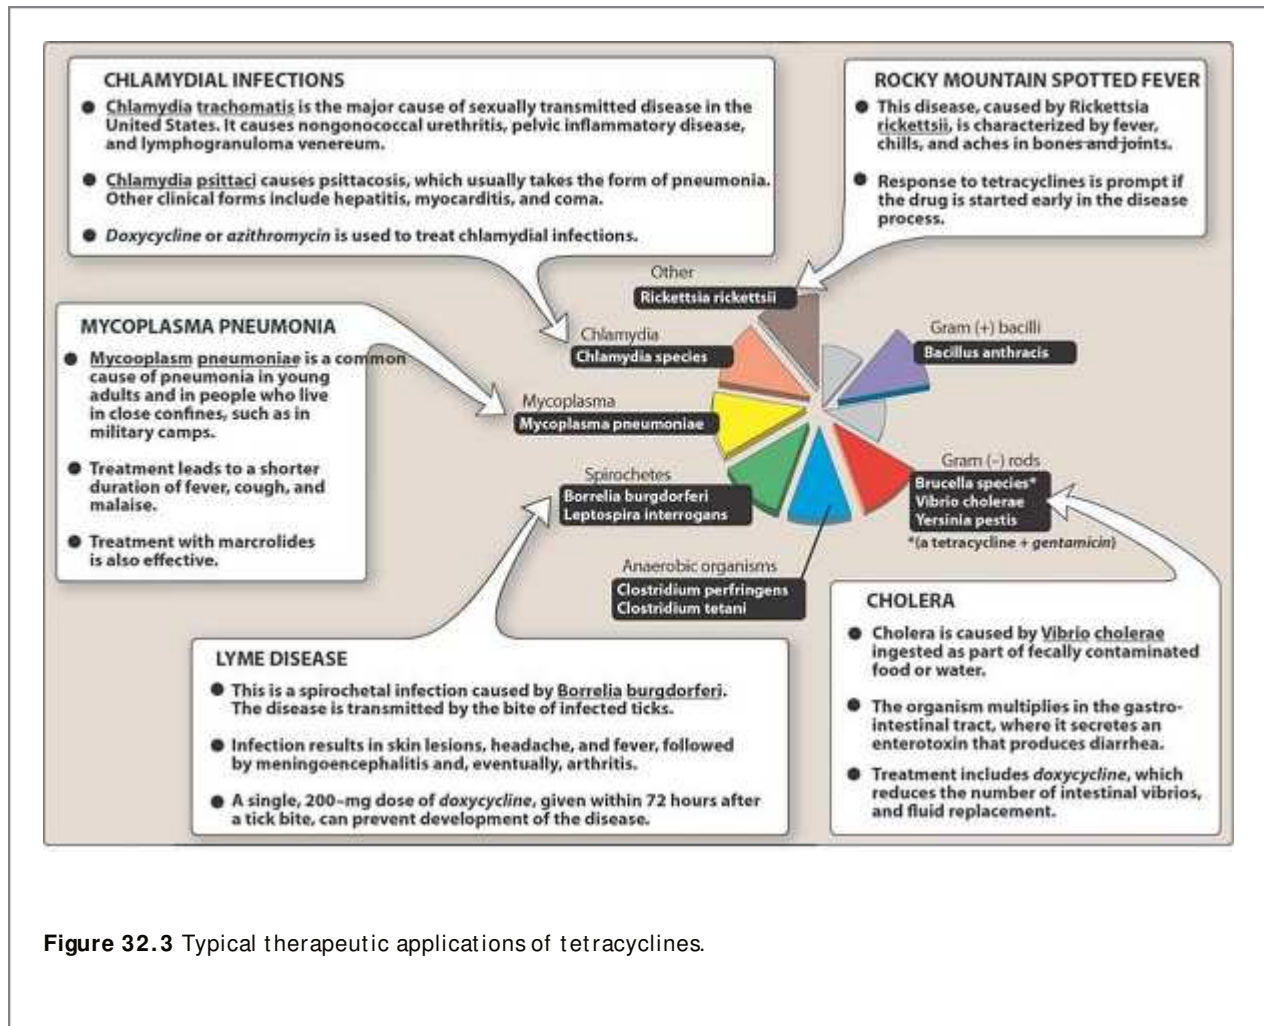 CHLAMYDIAL INFECTIONS
● Chlamydia trachomatis is the major cause of sexually transmitted disease in the
United States. It causes nongonococcal urethritis, pelvic inflammatory disease,
and lymphogranuloma venereum.
● Chlamydia psittaci causes psittacosis, which usually takes the form of pneumonia.
Other clinical forms include hepatitis, myocarditis, and coma.
● Doxycycline or azithromycin is used to treat chlamydial infections.
ROCKY MOUNTAIN SPOTTED FEVER
● This disease, caused by Rickettsia
rickettsii, is characterized by fever,
chills, and aches in bones and joints.
● Response to tetracyclines is prompt if
the drug is started early in the disease
process.
Other
Rickettsia rickettsii
Chlamydia
Chlamydia species
Gram (+) bacilli
Bacillus anthracis
MYCOPLASMA PNEUMONIA
● Mycooplasm pneumoniae is a common
cause of pneumonia in young
adults and in people who live
in close confines, such as in
military camps.
● Treatment leads to a shorter
duration of fever, cough, and
malaise.
● Treatment with marcrolides
is also effective.
Mycoplasma
Mycoplasma pneumoniae
Spirochetes
Borrelia burgdorferi
Leptospira interrogans
Gram (–) rods
Brucella species*
Vibrio cholerae
Yersinia pestis
*(a tetracycline + gentamicin)
Anaerobic organisms
Clostridium perfringens
Clostridium tetani
LYME DISEASE
● This is a spirochetal infection caused by Borrelia burgdorferi.
The disease is transmitted by the bite of infected ticks.
● Infection results in skin lesions, headache, and fever, followed
by meningoencephalitis and, eventually, arthritis.
● A single, 200–mg dose of doxycycline, given within 72 hours after
a tick bite, can prevent development of the disease.
CHOLERA
● Cholera is caused by Vibrio cholerae
ingested as part of fecally contaminated
food or water.
● The organism multiplies in the gastro-
intestinal tract, where it secretes an
enterotoxin that produces diarrhea.
● Treatment includes doxycycline, which
reduces the number of intestinal vibrios,
and fluid replacement.
Figure 32.3 Typical therapeutic applications of tetracyclines.